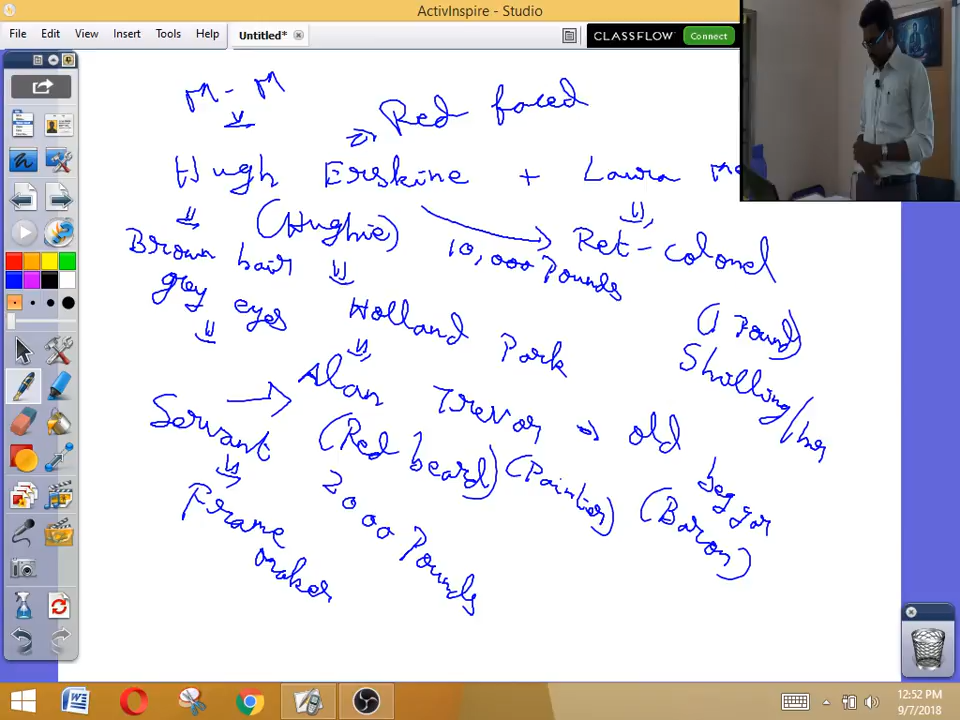 ActivInspire - Studio
File Edit View Insert Tools Help Untitled* CLASSFLOW Connect
M - M
Red faced
Hugh Erskine + Laura Me
(Hughie)
Brown hair
grey eyes
10,000 Pounds
Ret - colonel
Holland Park
(1 Pound)
Shilling/hr
Alan Trevor → old beggar
Servant
(Red beard) (Painter) (Baron)
2000 Pounds
Frame maker
12:52 PM
9/7/2018